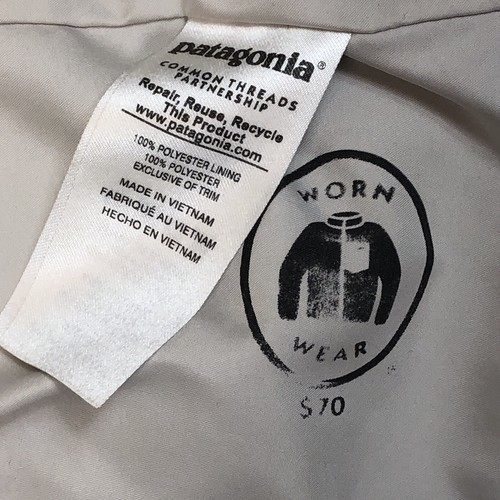 patagonia®
COMMON THREADS
PARTNERSHIP
Repair, Reuse, Recycle
This Product
www.patagonia.com
100% POLYESTER LINING
100% POLYESTER
EXCLUSIVE OF TRIM
MADE IN VIETNAM
FABRIQUÉ AU VIETNAM
HECHO EN VIETNAM
WORN
WEAR
$70